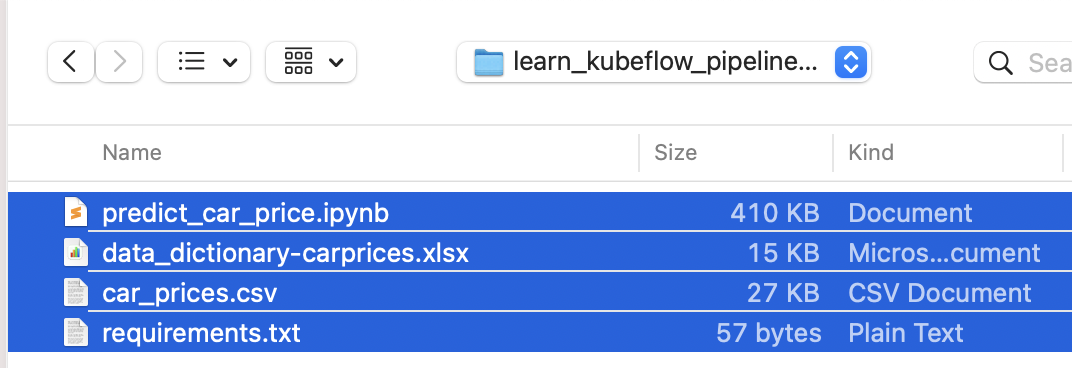 learn_kubeflow_pipeline... Sea
Name Size Kind
predict_car_price.ipynb 410 KB Document
data_dictionary-carprices.xlsx 15 KB Micros...cument
car_prices.csv 27 KB CSV Document
requirements.txt 57 bytes Plain Text